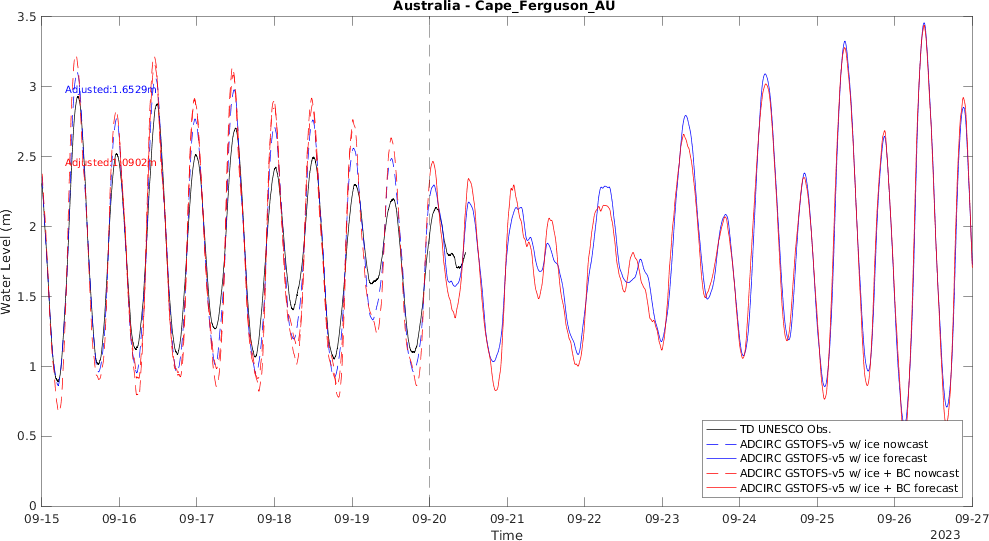 Australia - Cape_Ferguson_AU
3.5
3
2.5
2
1.5
1
0.5
0
Water Level (m)
Adjusted:1.6529m
Adjusted:1.0902m
TD UNESCO Obs.
ADCIRC GSTOFS-v5 w/ ice nowcast
ADCIRC GSTOFS-v5 w/ ice forecast
ADCIRC GSTOFS-v5 w/ ice + BC nowcast
ADCIRC GSTOFS-v5 w/ ice + BC forecast
09-15 09-16 09-17 09-18 09-19 09-20 09-21 09-22 09-23 09-24 09-25 09-26 09-27
Time
2023